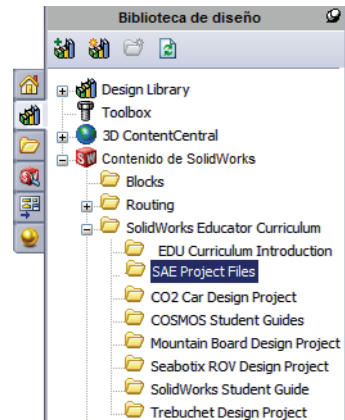 Biblioteca de diseño
Design Library
Toolbox
3D ContentCentral
Contenido de SolidWorks
Blocks
Routing
SolidWorks Educator Curriculum
EDU Curriculum Introduction
SAE Project Files
CO2 Car Design Project
COSMOS Student Guides
Mountain Board Design Project
Seabotix ROV Design Project
SolidWorks Student Guide
Trebuchet Design Project